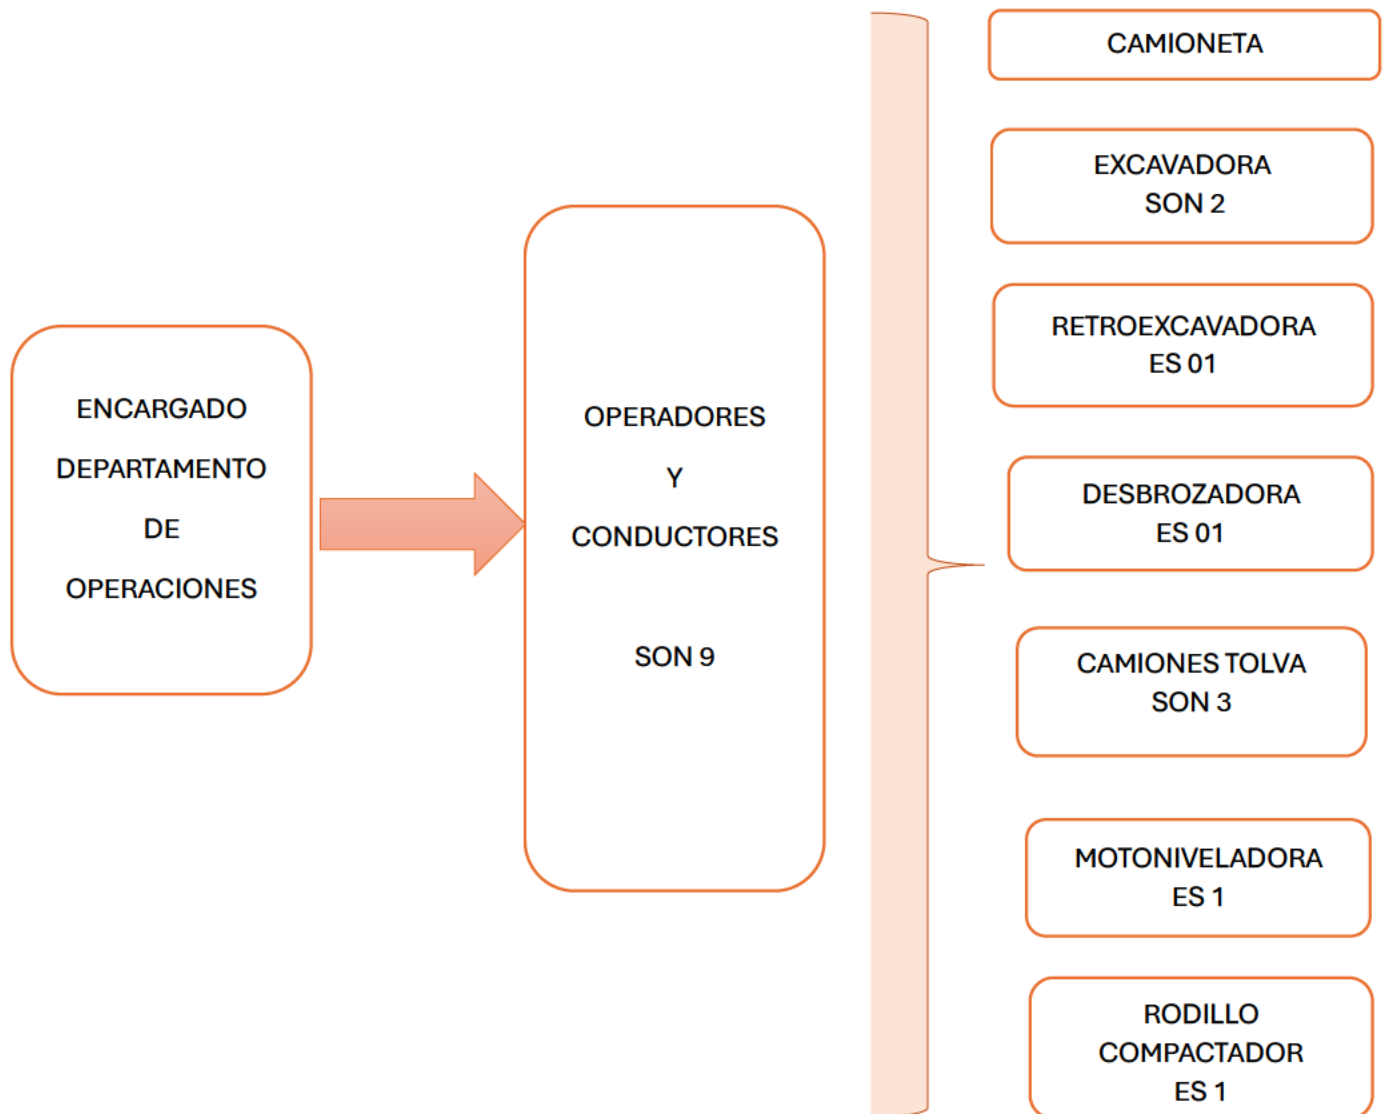 ENCARGADO
DEPARTAMENTO
DE
OPERACIONES
OPERADORES
Y
CONDUCTORES
SON 9
CAMIONETA
EXCAVADORA
SON 2
RETROEXCAVADORA
ES 01
DESBROZADORA
ES 01
CAMIONES TOLVA
SON 3
MOTONIVELADORA
ES 1
RODILLO
COMPACTADOR
ES 1